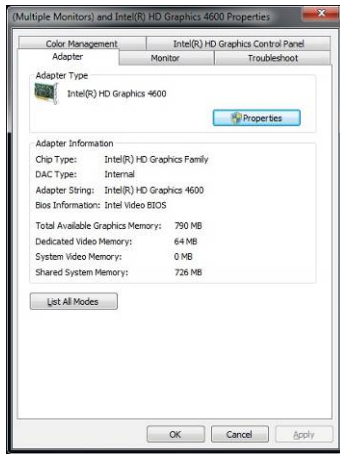 (Multiple Monitors) and Intel(R) HD Graphics 4600 Properties
Color Management
Intel(R) HD Graphics Control Panel
Adapter
Monitor
Troubleshoot
Adapter Type
Intel(R) HD Graphics 4600
Properties
Adapter Information
Chip Type: Intel(R) HD Graphics Family
DAC Type: Internal
Adapter String: Intel(R) HD Graphics 4600
Bios Information: Intel Video BIOS
Total Available Graphics Memory: 790 MB
Dedicated Video Memory: 64 MB
System Video Memory: 0 MB
Shared System Memory: 726 MB
List All Modes
OK
Cancel
Apply